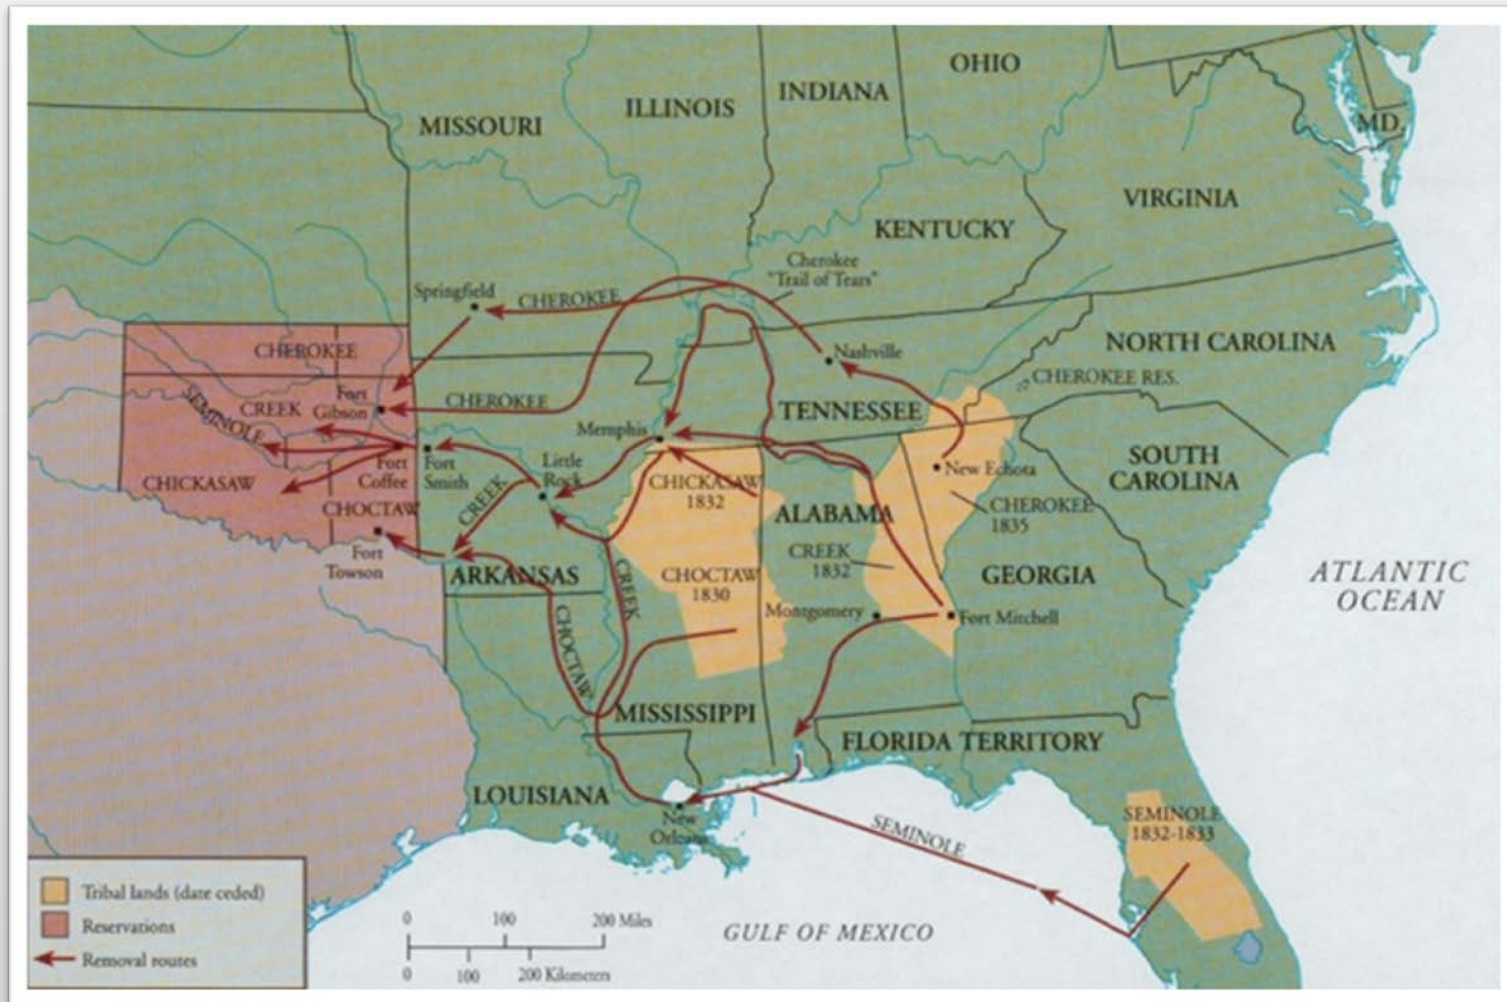 OHIO
INDIANA
ILLINOIS
MISSOURI
MD.
VIRGINIA
KENTUCKY
Cherokee
"Trail of Tears"
Springfield
CHEROKEE
NORTH CAROLINA
Nashville
CHEROKEE
CHEROKEE RES.
Fort
Gibson
CREEK
SEMINOLE
CHEROKEE
TENNESSEE
Memphis
Fort
Coffee
Fort
Smith
Little
Rock
New Echota
SOUTH
CAROLINA
CHICKASAW
CHICKASAW
1832
CREEK
CHOCTAW
ALABAMA
CHEROKEE
1835
Fort
Towson
ARKANSAS
CREEK
CHOCTAW
1830
CREEK
1832
GEORGIA
ATLANTIC
OCEAN
CHOCTAW
Montgomery
Fort Mitchell
MISSISSIPPI
FLORIDA TERRITORY
LOUISIANA
New
Orleans
SEMINOLE
SEMINOLE
1832-1833
Tribal lands (date ceded)
Reservations
Removal routes
0 100 200 Miles
0 100 200 Kilometers
GULF OF MEXICO